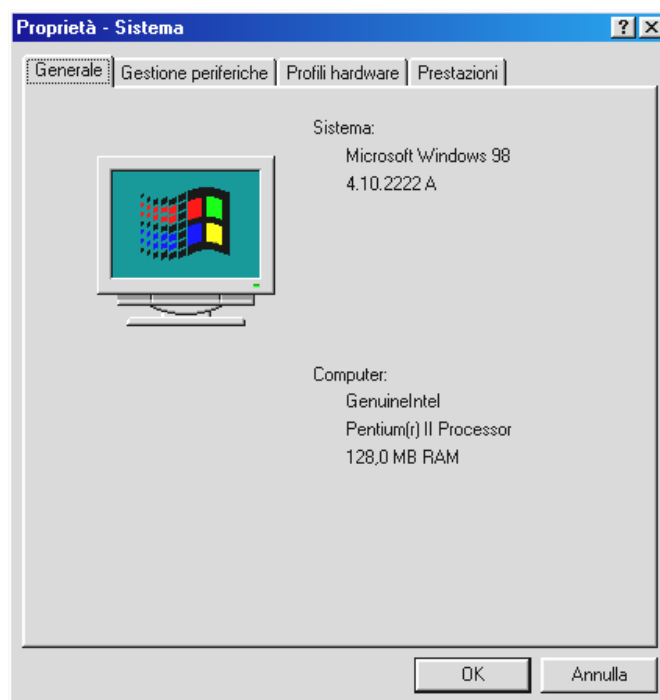 Proprietà - Sistema
Generale Gestione periferiche Profili hardware Prestazioni
Sistema:
Microsoft Windows 98
4.10.2222 A
Computer:
GenuineIntel
Pentium(r) II Processor
128,0 MB RAM
OK Annulla